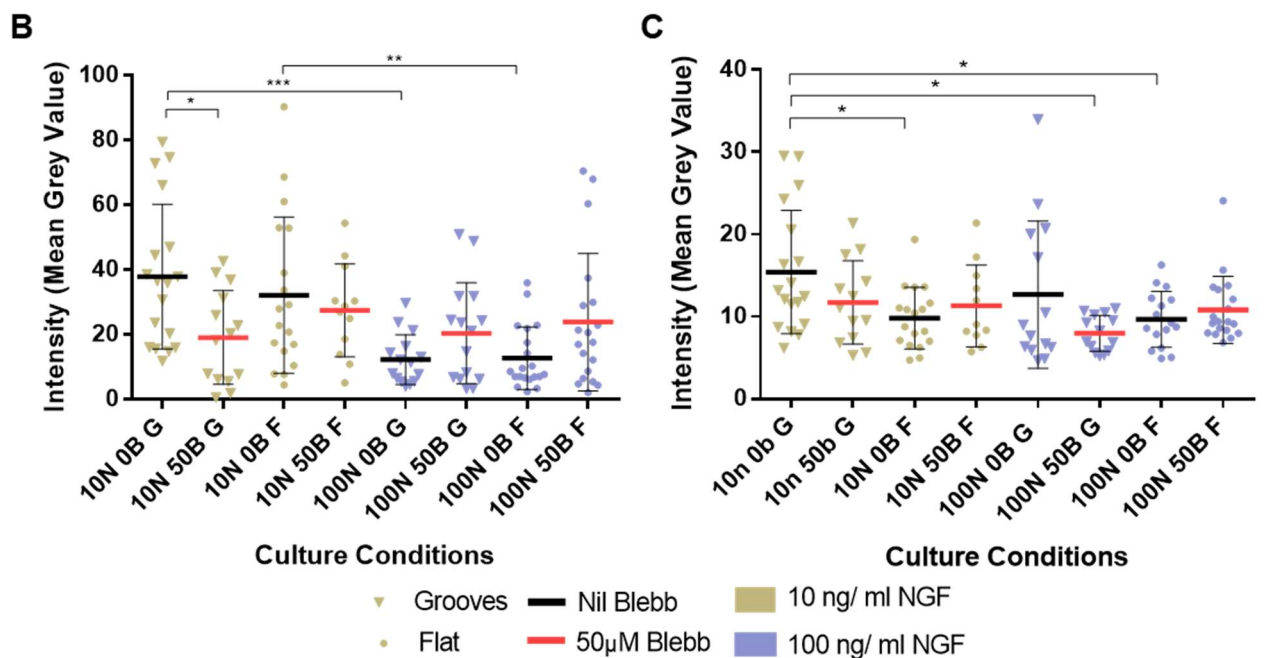 B
Intensity (Mean Grey Value)
100
80
60
40
20
0
*
***
**
10N 0B G
10N 50B G
10N 0B F
10N 50B F
100N 0B G
100N 50B G
100N 0B F
100N 50B F
Culture Conditions
C
Intensity (Mean Grey Value)
40
30
20
10
0
*
*
*
10n 0b G
10n 50b G
10N 0B F
10N 50B F
100N 0B G
100N 50B G
100N 0B F
100N 50B F
Culture Conditions
Grooves Nil Blebb 10 ng/ ml NGF
Flat 50µM Blebb 100 ng/ ml NGF